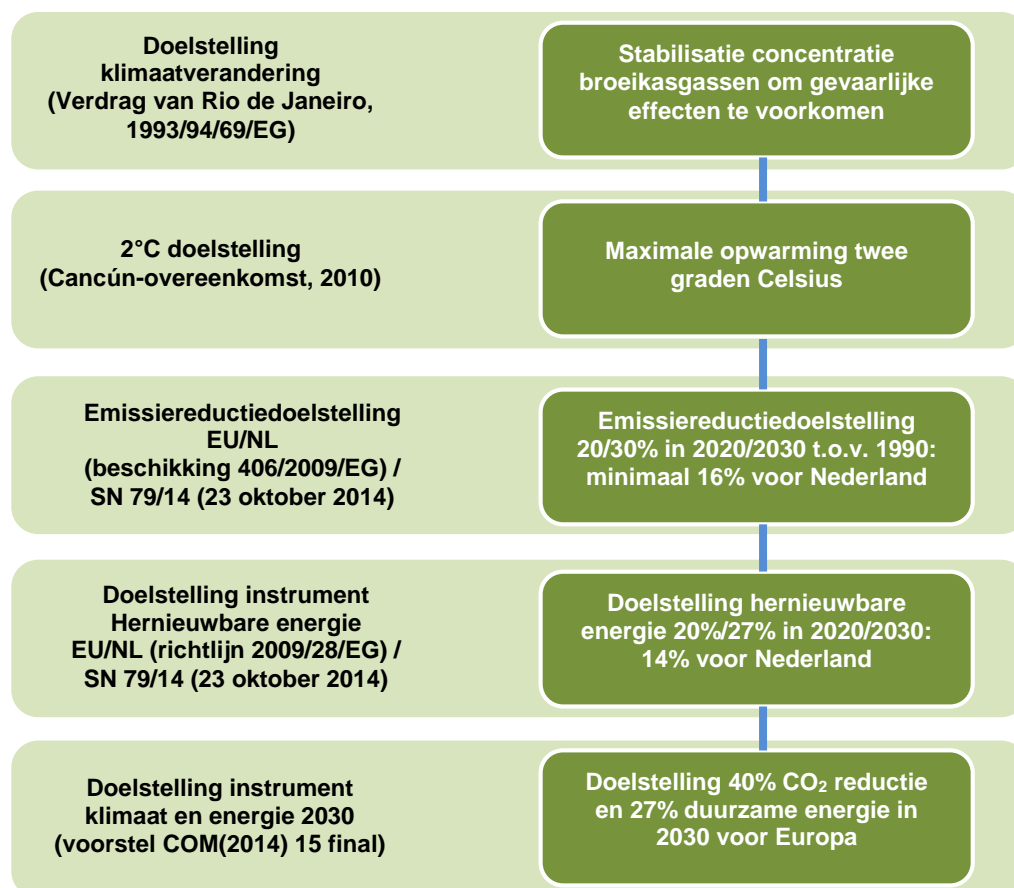 Doelstelling
klimaatverandering
(Verdrag van Rio de Janeiro,
1993/94/69/EG)
Stabilisatie concentratie
broeikasgassen om gevaarlijke
effecten te voorkomen
2°C doelstelling
(Cancún-overeenkomst, 2010)
Maximale opwarming twee
graden Celsius
Emissiereductiedoelstelling
EU/NL
(beschikking 406/2009/EG) /
SN 79/14 (23 oktober 2014)
Emissiereductiedoelstelling
20/30% in 2020/2030 t.o.v. 1990:
minimaal 16% voor Nederland
Doelstelling instrument
Hernieuwbare energie
EU/NL (richtlijn 2009/28/EG) /
SN 79/14 (23 oktober 2014)
Doelstelling hernieuwbare
energie 20%/27% in 2020/2030:
14% voor Nederland
Doelstelling instrument
klimaat en energie 2030
(voorstel COM(2014) 15 final)
Doelstelling 40% CO₂ reductie
en 27% duurzame energie in
2030 voor Europa